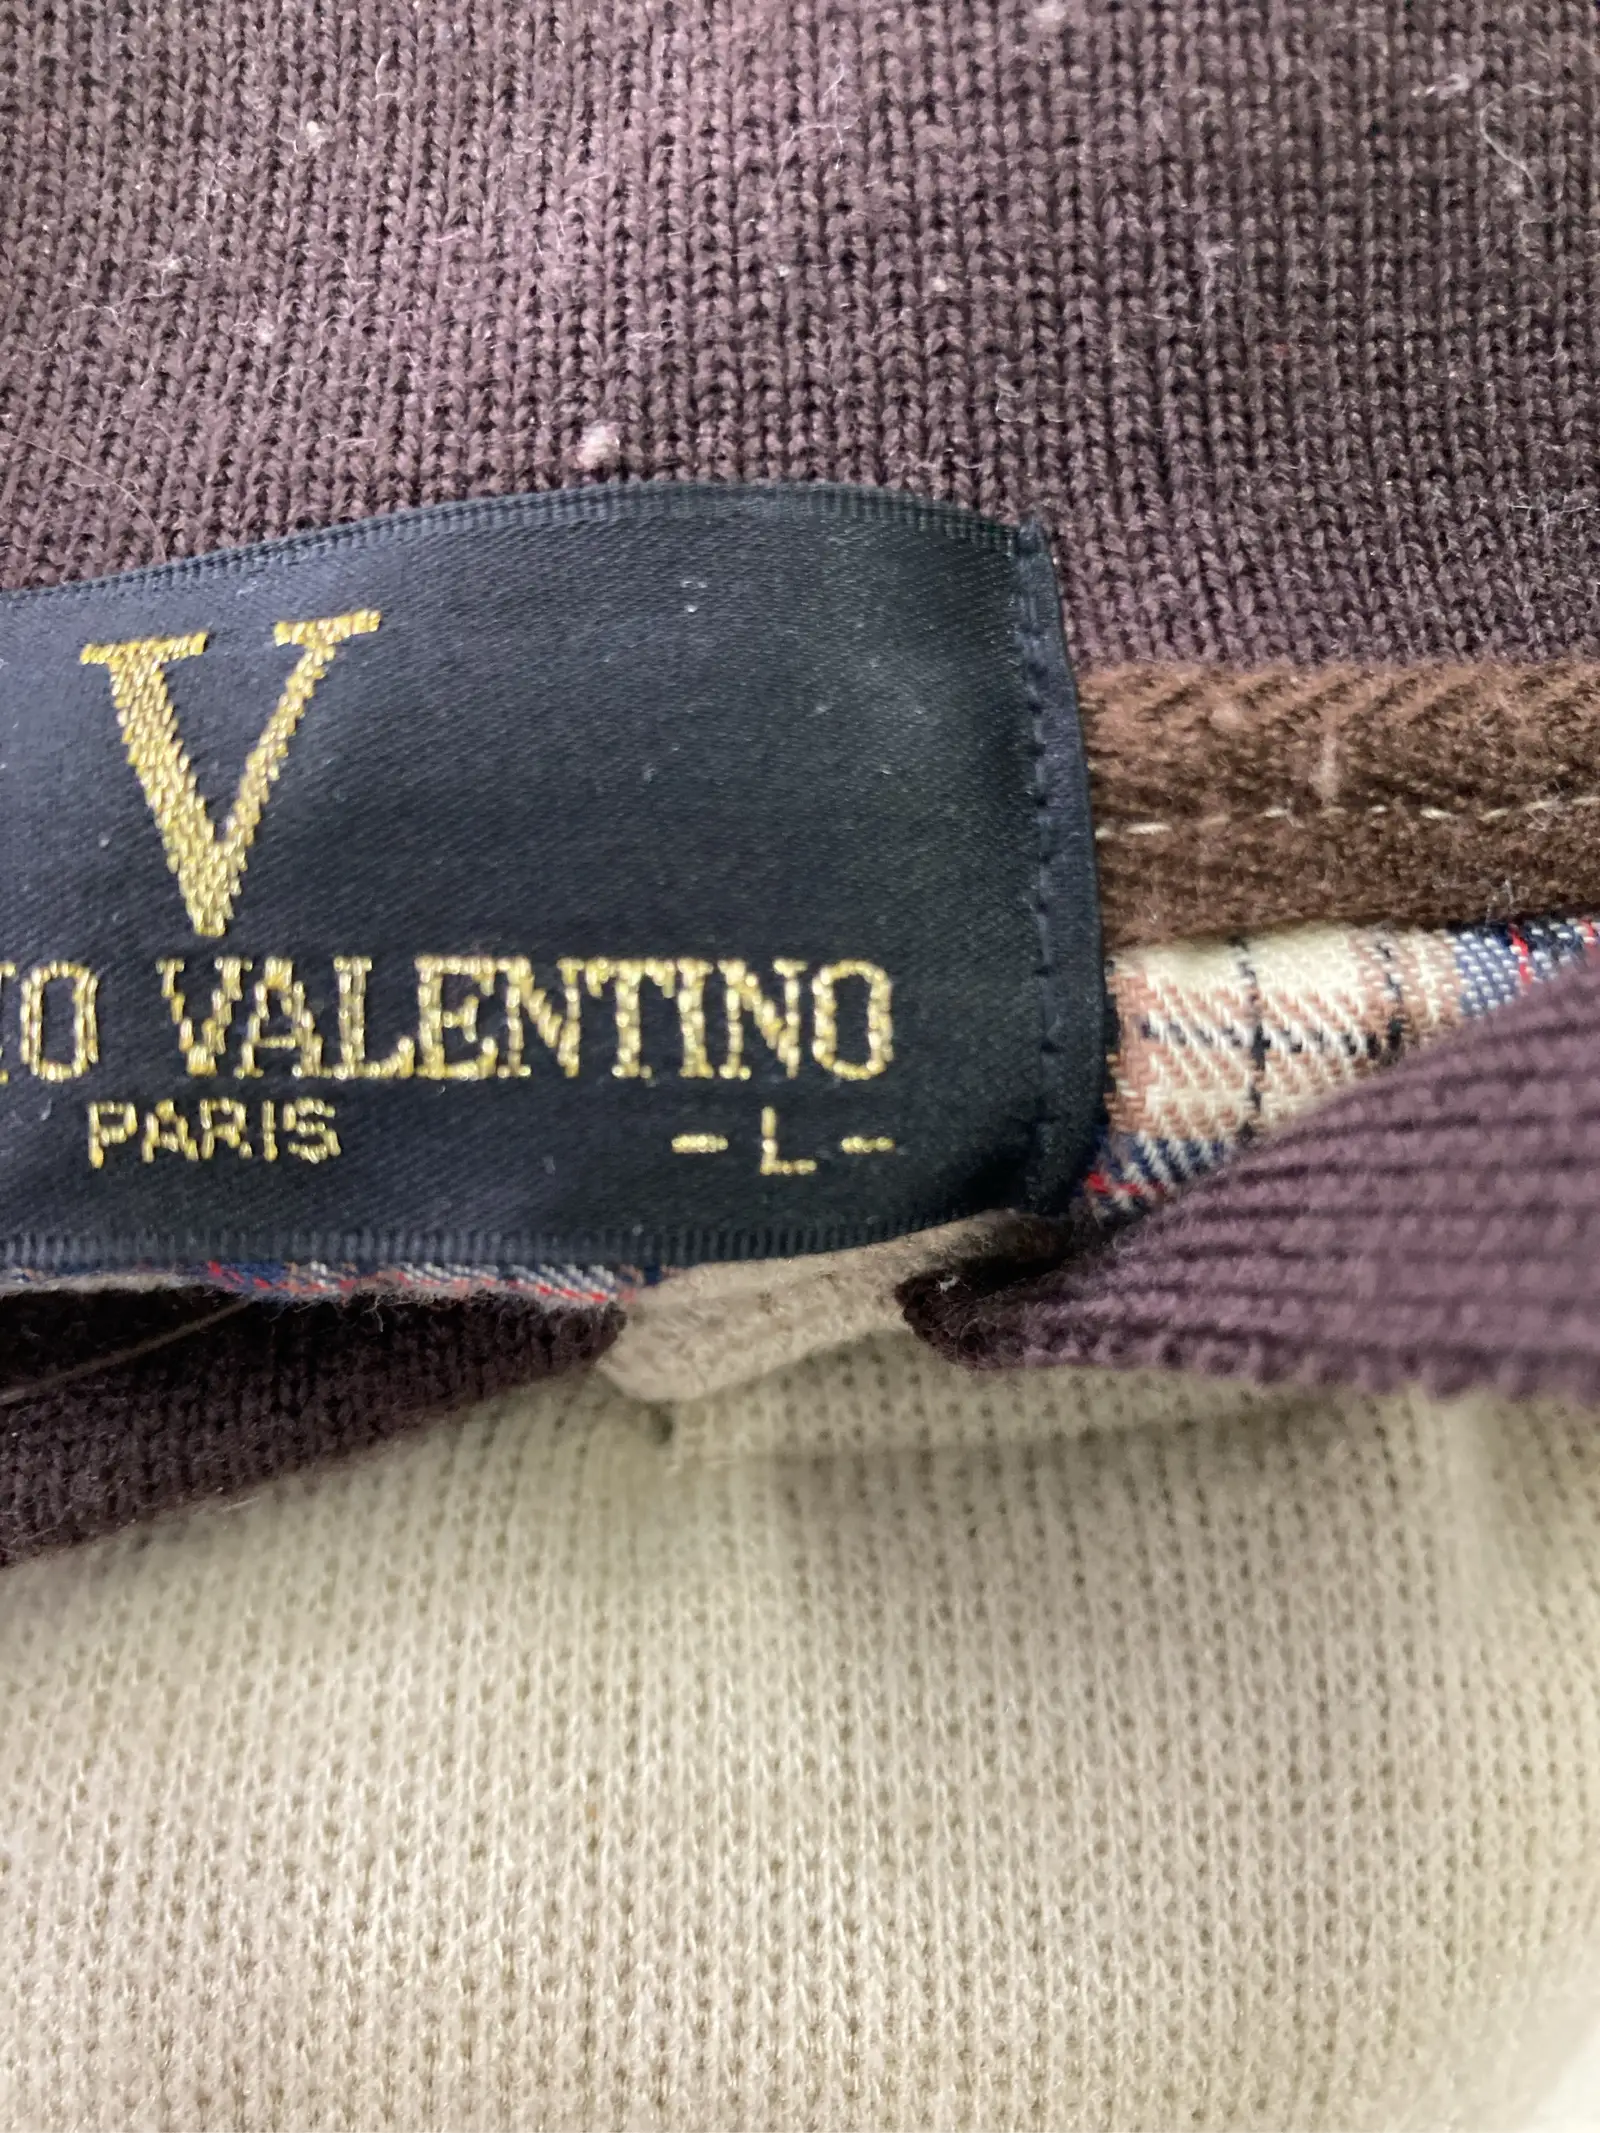 V
IO VALENTINO
PARIS
- L -